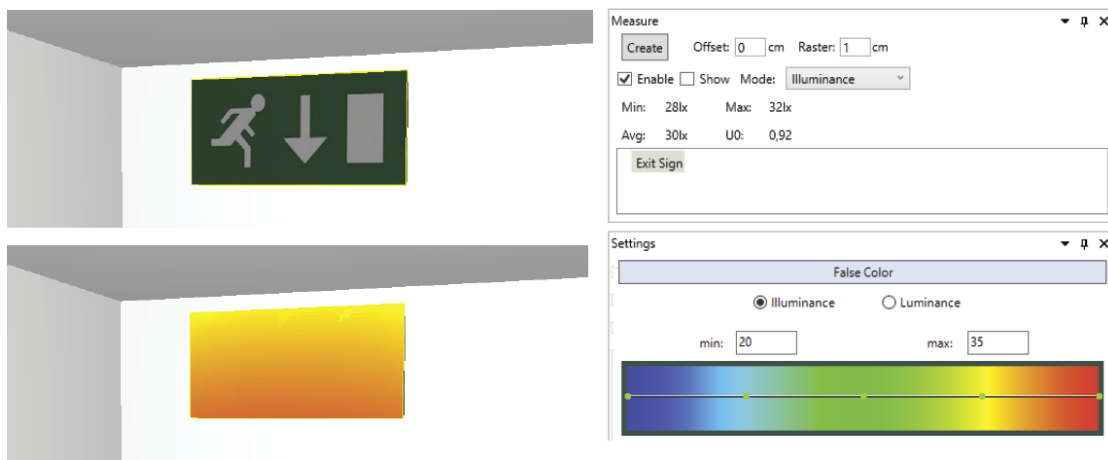 Measure
Create Offset: 0 cm Raster: 1 cm
Enable Show Mode: Illuminance
Min: 28lx Max: 32lx
Avg: 30lx U0: 0,92
Exit Sign
Settings
False Color
Illuminance Luminance
min: 20 max: 35